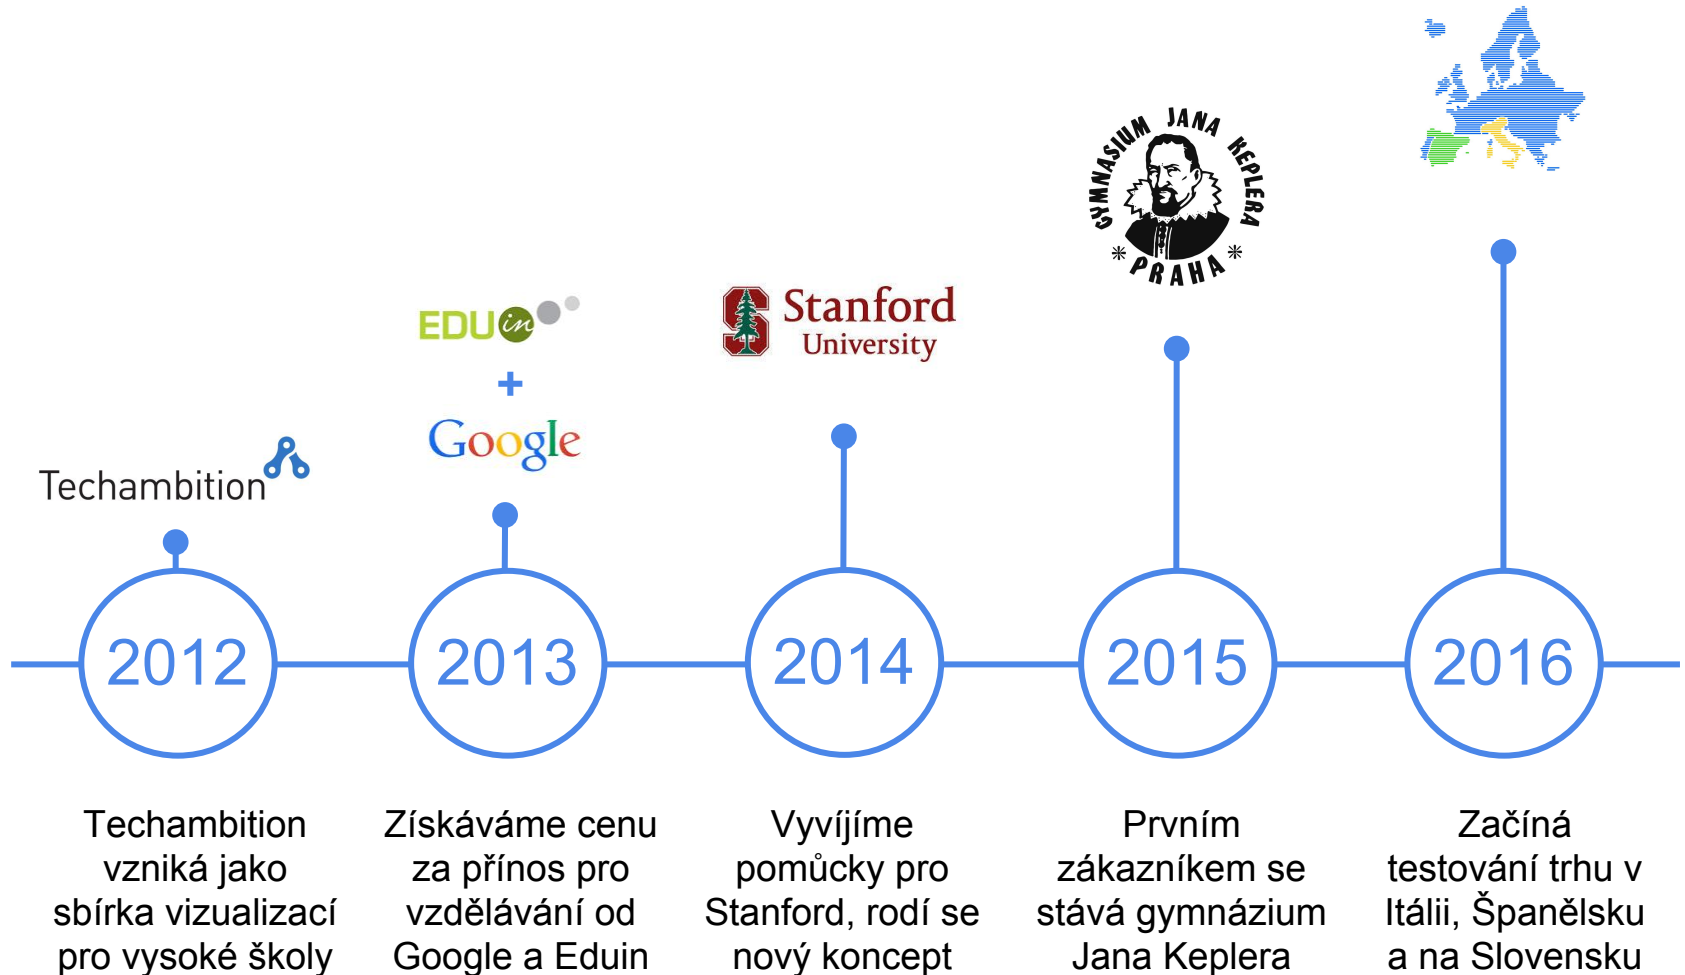 GYMNASIUM JANA KEPLERA
* PRAHA *
EDUin
+
Google
Stanford
University
Techambition
2012
2013
2014
2015
2016
Techambition
vzniká jako
sbírka vizualizací
pro vysoké školy
Získáváme cenu
za přínos pro
vzdělávání od
Google a Eduin
Vyvíjíme
pomůcky pro
Stanford, rodí se
nový koncept
Prvním
zákazníkem se
stává gymnázium
Jana Keplera
Začíná
testování trhu v
Itálii, Španělsku
a na Slovensku